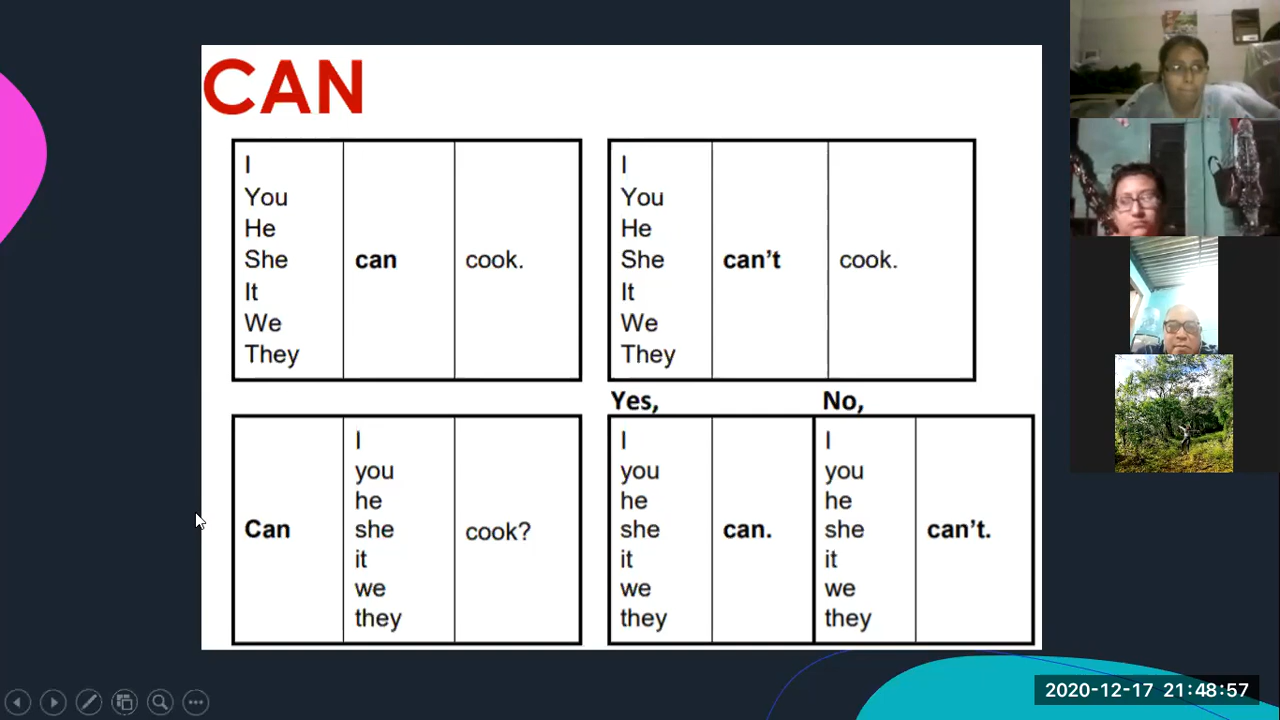 CAN
I
You
He
She
It
We
They
can
cook.
I
You
He
She
It
We
They
can't
cook.
Can
I
you
he
she
it
we
they
cook?
Yes,
I
you
he
she
it
we
they
can.
No,
I
you
he
she
it
we
they
can't.
2020-12-17 21:48:57